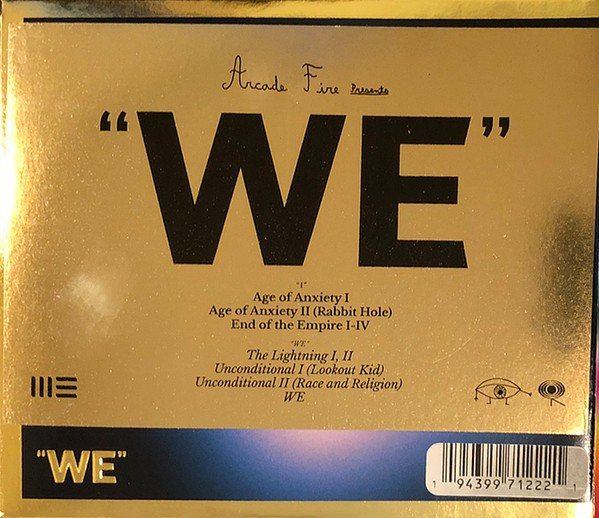 Arcade Fire Presents
“WE”
"I"
Age of Anxiety I
Age of Anxiety II (Rabbit Hole)
End of the Empire I-IV
"WE"
The Lightning I, II
Unconditional I (Lookout Kid)
Unconditional II (Race and Religion)
WE
“WE”
1 94399 71222 1